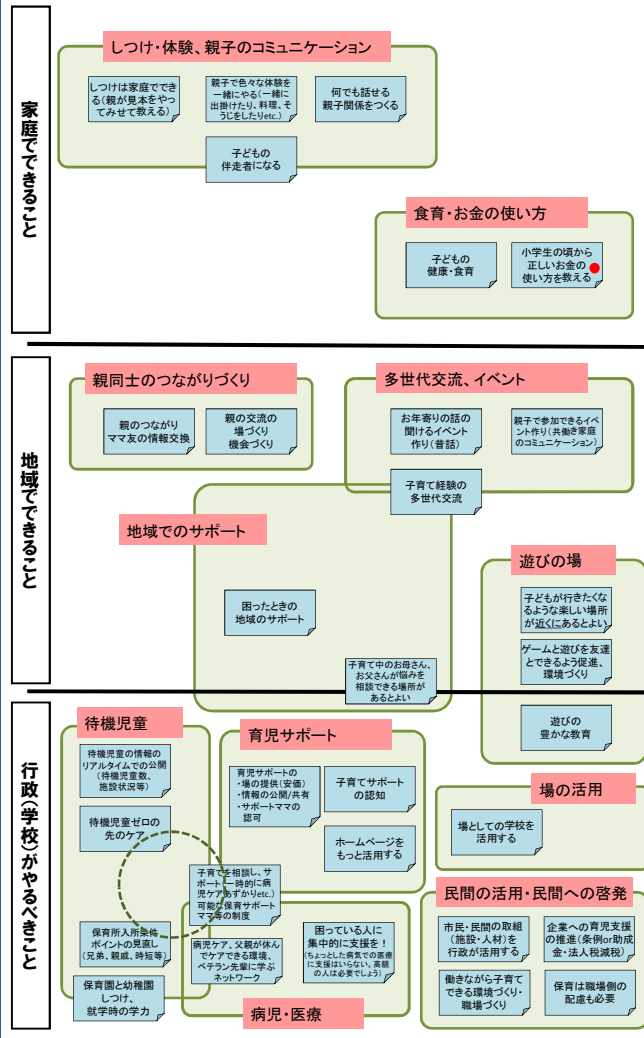 家庭でできること
しつけ・体験、親子のコミュニケーション
しつけは家庭でで
きる(親が見本をやっ
てみせて教える)
親子で色々な体験を
一緒にやる(一緒に
出掛けたり、料理、そ
うじをしたりetc.)
何でも話せる
親子関係をつくる
子どもの
伴走者になる
食育・お金の使い方
子どもの
健康・食育
小学生の頃から
正しいお金の
使い方を教える
地域でできること
親同士のつながりづくり
親のつながり
ママ友の情報交換
親の交流の
場づくり
機会づくり
多世代交流、イベント
お年寄りの話の
聞けるイベント
作り(昔話)
親子で参加できるイベ
ント作り(共働き家庭
のコミュニケーション)
子育て経験の
多世代交流
地域でのサポート
困ったときの
地域のサポート
子育て中のお母さん、
お父さんが悩みを
相談できる場所が
あるとよい
遊びの場
子どもが行きたくな
るような楽しい場所
が近くにあるとよい
ゲームと遊びを友達
とできるよう促進、
環境づくり
遊びの
豊かな教育
行政(学校)がやるべきこと
待機児童
待機児童の情報の
リアルタイムでの公開
(待機児童数、
施設状況等)
待機児童ゼロの
先のケア
保育所入所条件
ポイントの見直し
(兄弟、親戚、時短等)
保育園と幼稚園
しつけ、
就学時の学力
育児サポート
育児サポートの
・場の提供(安価)
・情報の公開/共有
・サポートママの
認可
子育てサポート
の認知
ホームページを
もっと活用する
子育てを相談し、サ
ポート(一時的に病
児ケアあずかりetc.)
可能な保育サポート
ママ等の制度
病児ケア、父親が休ん
でケアできる環境、
ベテラン先輩に学ぶ
ネットワーク
困っている人に
集中的に支援を！
(ちょっとした病気での医療
に支援はいらない。高額
の人は必要でしょう)
病児・医療
場の活用
場としての学校を
活用する
民間の活用・民間への啓発
市民・民間の取組
(施設・人材)を
行政が活用する
企業への育児支援
の推進(条例or助成
金・法人税減税)
働きながら子育て
できる環境づくり・
職場づくり
保育は職場側の
配慮も必要